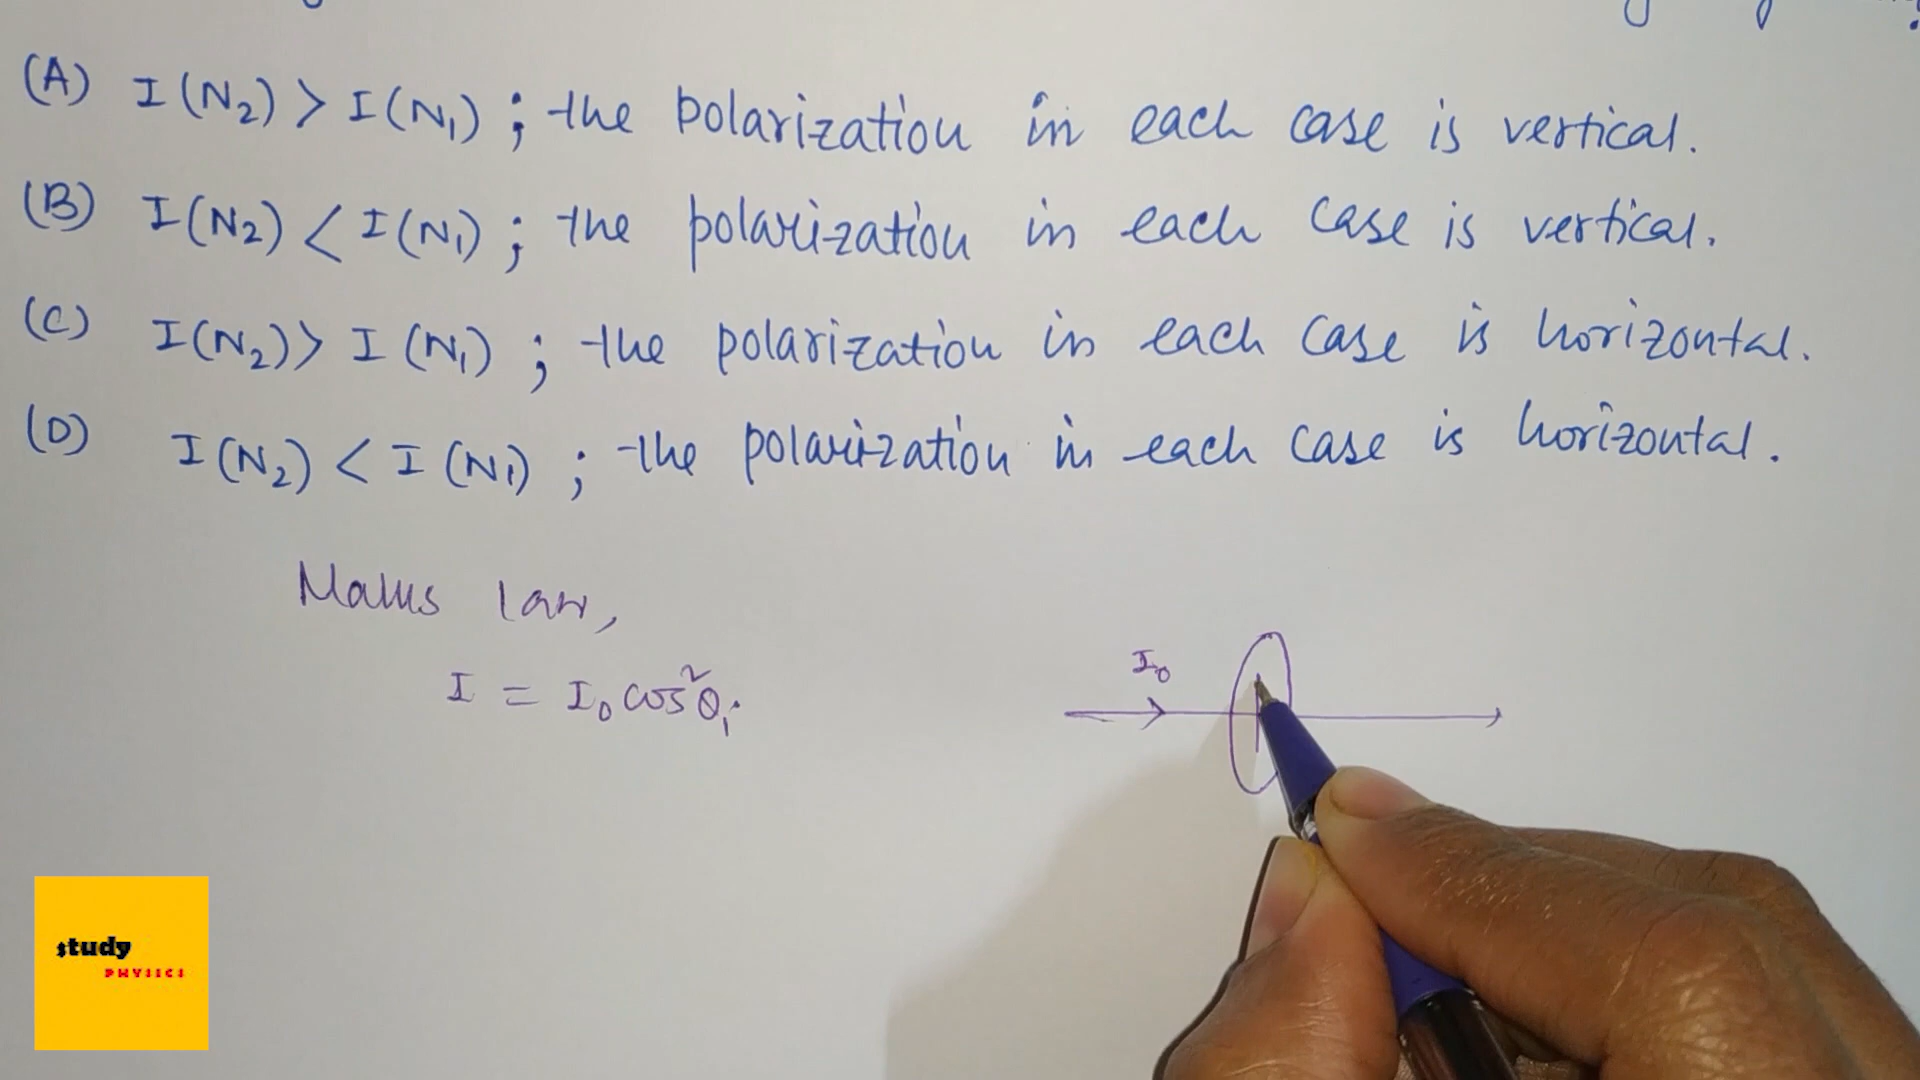 (A) I(N₂) > I(N₁) ; the polarization in each case is vertical.
(B) I(N₂) < I(N₁) ; the polarization in each case is vertical.
(C) I(N₂) > I(N₁) ; the polarization in each case is horizontal.
(D) I(N₂) < I(N₁) ; the polarization in each case is horizontal.
Malus law,
I = I₀ cos²θᵢ
I₀
study
PHYSICS